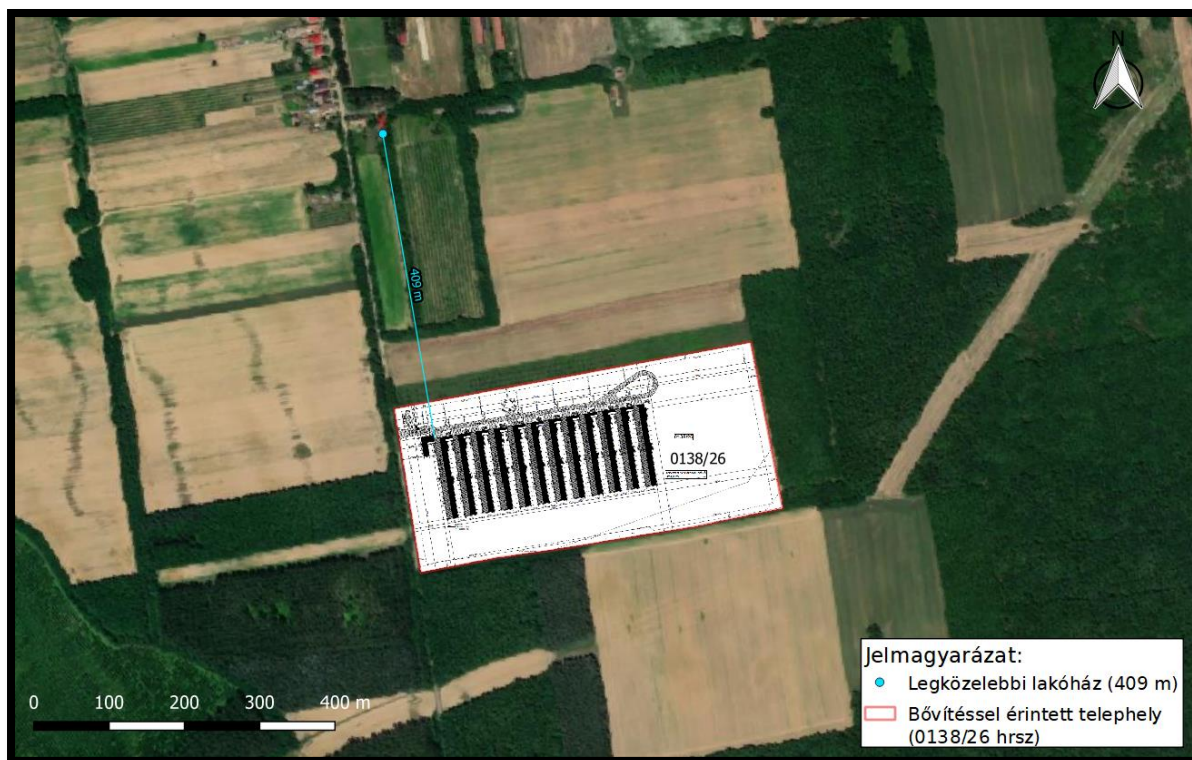 N
409 m
0138/26
0 100 200 300 400 m
Jelmagyarázat:
Legközelebbi lakóház (409 m)
Bővítéssel érintett telephely
(0138/26 hrsz)